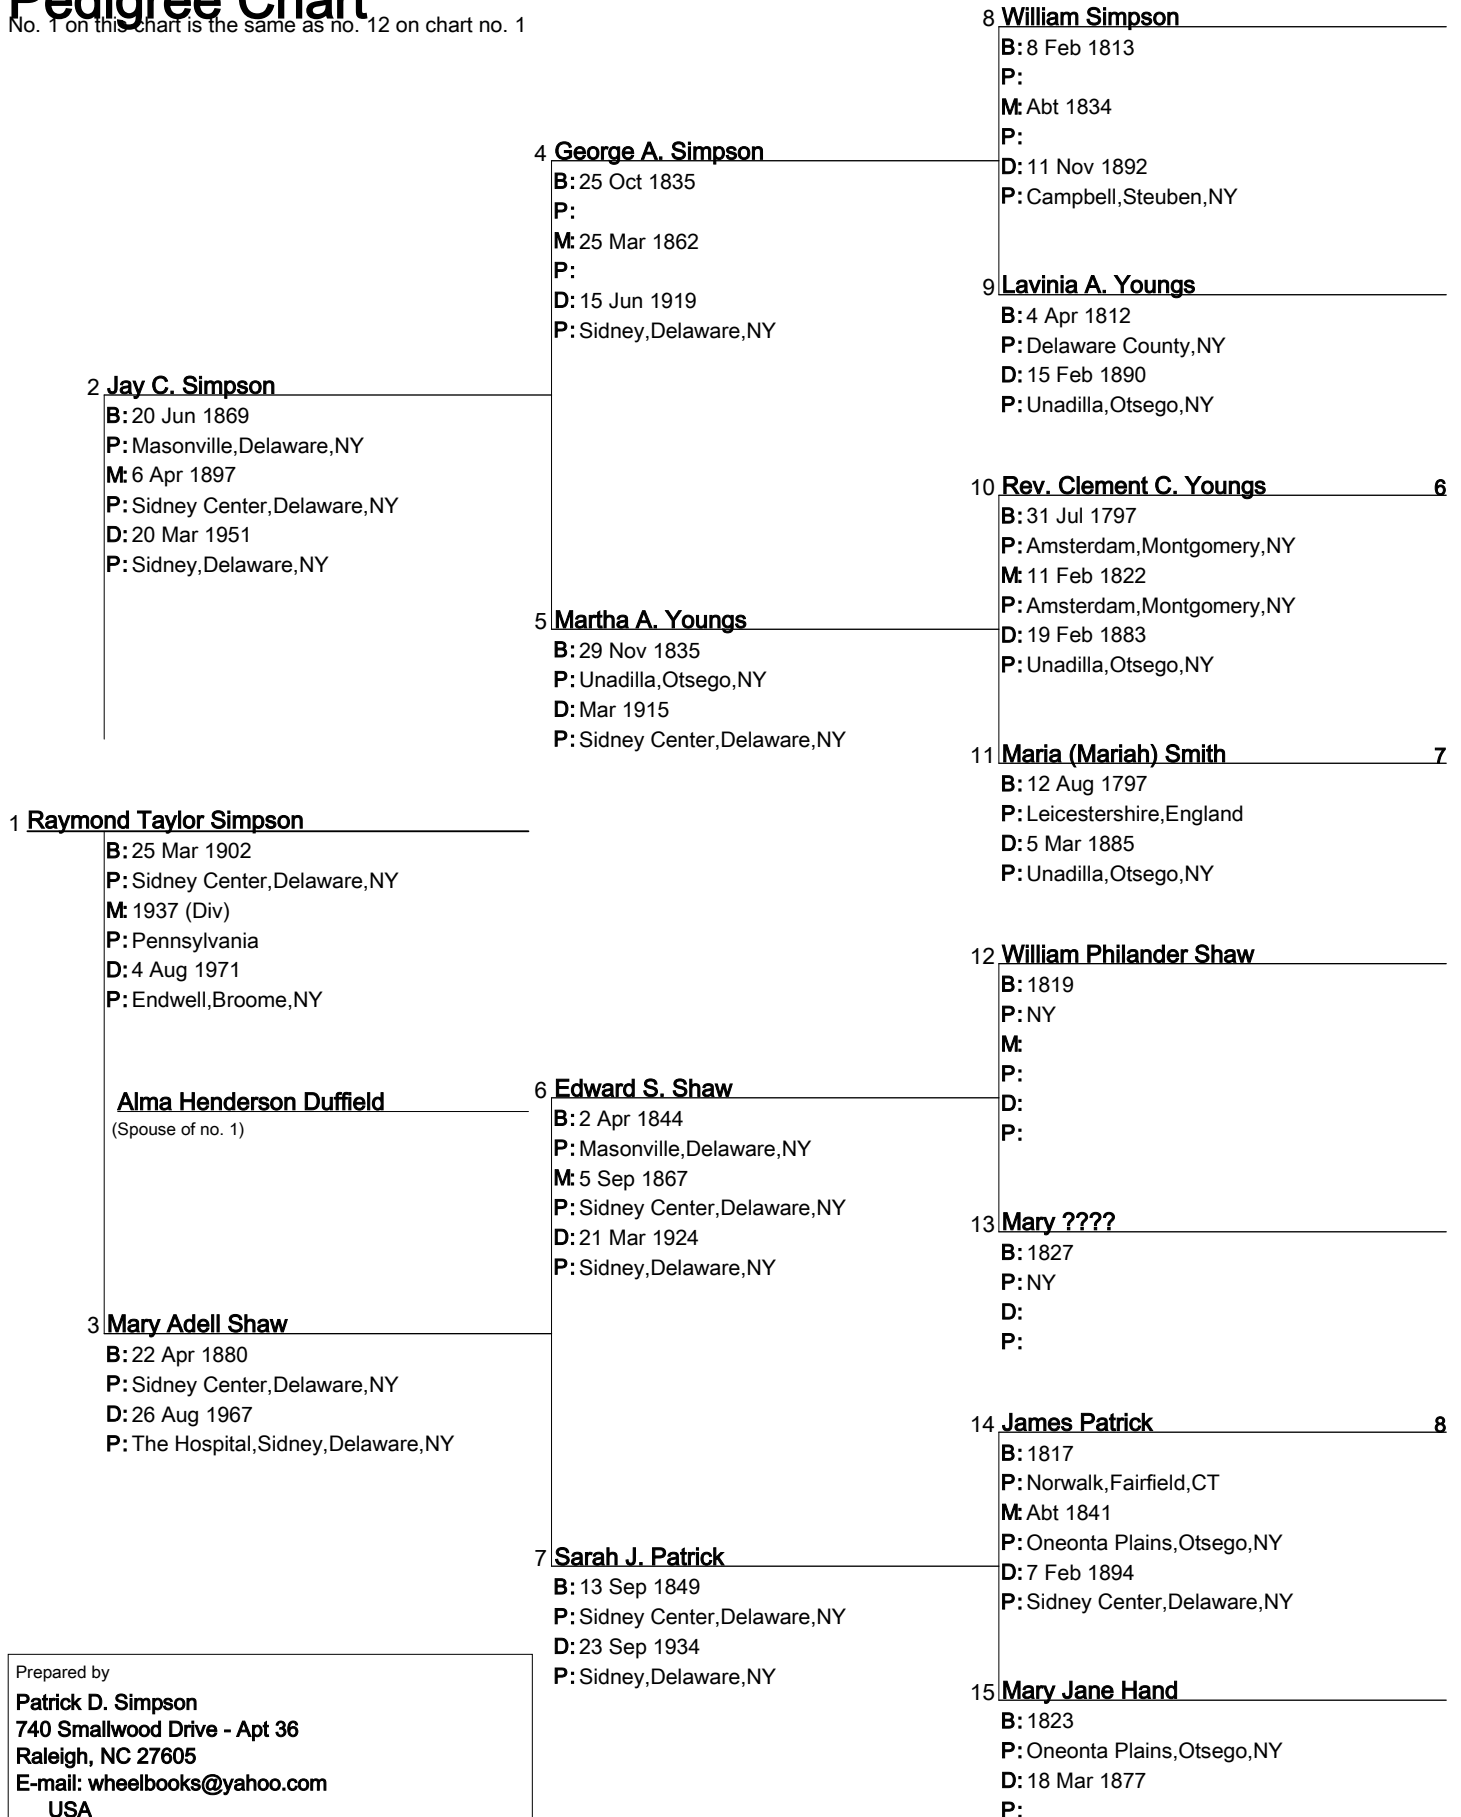 Pedigree Chart
No. 1 on this chart is the same as no. 12 on chart no. 1
8 William Simpson
B: 8 Feb 1813
P:
M: Abt 1834
P:
D: 11 Nov 1892
P: Campbell,Steuben,NY
4 George A. Simpson
B: 25 Oct 1835
P:
M: 25 Mar 1862
P:
D: 15 Jun 1919
P: Sidney,Delaware,NY
9 Lavinia A. Youngs
B: 4 Apr 1812
P: Delaware County,NY
D: 15 Feb 1890
P: Unadilla,Otsego,NY
2 Jay C. Simpson
B: 20 Jun 1869
P: Masonville,Delaware,NY
M: 6 Apr 1897
P: Sidney Center,Delaware,NY
D: 20 Mar 1951
P: Sidney,Delaware,NY
10 Rev. Clement C. Youngs 6
B: 31 Jul 1797
P: Amsterdam,Montgomery,NY
M: 11 Feb 1822
P: Amsterdam,Montgomery,NY
D: 19 Feb 1883
P: Unadilla,Otsego,NY
5 Martha A. Youngs
B: 29 Nov 1835
P: Unadilla,Otsego,NY
D: Mar 1915
P: Sidney Center,Delaware,NY
11 Maria (Mariah) Smith 7
B: 12 Aug 1797
P: Leicestershire,England
D: 5 Mar 1885
P: Unadilla,Otsego,NY
1 Raymond Taylor Simpson
B: 25 Mar 1902
P: Sidney Center,Delaware,NY
M: 1937 (Div)
P: Pennsylvania
D: 4 Aug 1971
P: Endwell,Broome,NY
Alma Henderson Duffield
(Spouse of no. 1)
12 William Philander Shaw
B: 1819
P: NY
M:
P:
D:
P:
6 Edward S. Shaw
B: 2 Apr 1844
P: Masonville,Delaware,NY
M: 5 Sep 1867
P: Sidney Center,Delaware,NY
D: 21 Mar 1924
P: Sidney,Delaware,NY
13 Mary ????
B: 1827
P: NY
D:
P:
3 Mary Adell Shaw
B: 22 Apr 1880
P: Sidney Center,Delaware,NY
D: 26 Aug 1967
P: The Hospital,Sidney,Delaware,NY
14 James Patrick 8
B: 1817
P: Norwalk,Fairfield,CT
M: Abt 1841
P: Oneonta Plains,Otsego,NY
D: 7 Feb 1894
P: Sidney Center,Delaware,NY
7 Sarah J. Patrick
B: 13 Sep 1849
P: Sidney Center,Delaware,NY
D: 23 Sep 1934
P: Sidney,Delaware,NY
15 Mary Jane Hand
B: 1823
P: Oneonta Plains,Otsego,NY
D: 18 Mar 1877
P:
Prepared by
Patrick D. Simpson
740 Smallwood Drive - Apt 36
Raleigh, NC 27605
E-mail: wheelbooks@yahoo.com
USA